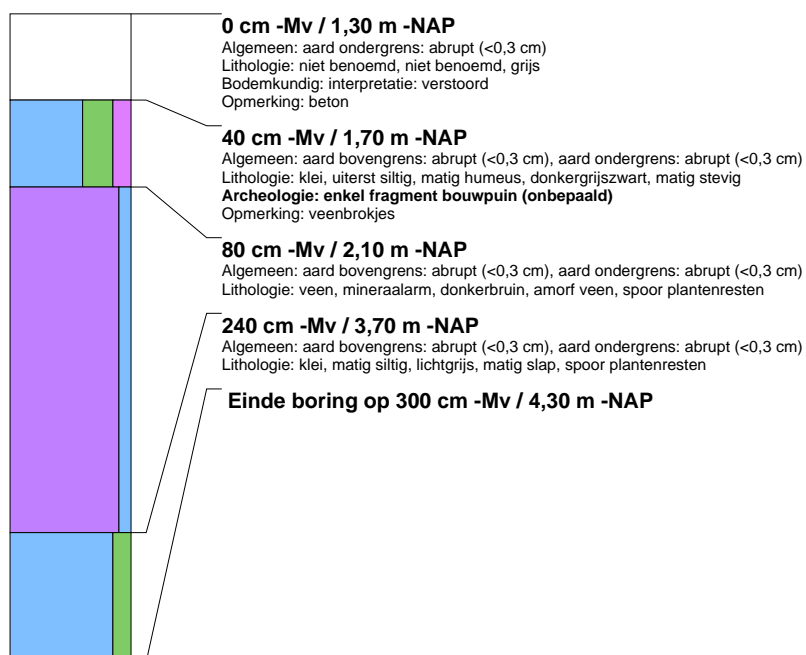 0 cm -Mv / 1,30 m -NAP
Algemeen: aard ondergrens: abrupt (<0,3 cm)
Lithologie: niet benoemd, niet benoemd, grijs
Bodemkundig: interpretatie: verstoord
Opmerking: beton
40 cm -Mv / 1,70 m -NAP
Algemeen: aard bovengrens: abrupt (<0,3 cm), aard ondergrens: abrupt (<0,3 cm)
Lithologie: klei, uiterst siltig, matig humeus, donkergrijszwart, matig stevig
Archeologie: enkel fragment bouwpuin (onbepaald)
Opmerking: veenbrokjes
80 cm -Mv / 2,10 m -NAP
Algemeen: aard bovengrens: abrupt (<0,3 cm), aard ondergrens: abrupt (<0,3 cm)
Lithologie: veen, mineraalarm, donkerbruin, amorf veen, spoor plantenresten
240 cm -Mv / 3,70 m -NAP
Algemeen: aard bovengrens: abrupt (<0,3 cm), aard ondergrens: abrupt (<0,3 cm)
Lithologie: klei, matig siltig, lichtgrijs, matig slap, spoor plantenresten
Einde boring op 300 cm -Mv / 4,30 m -NAP